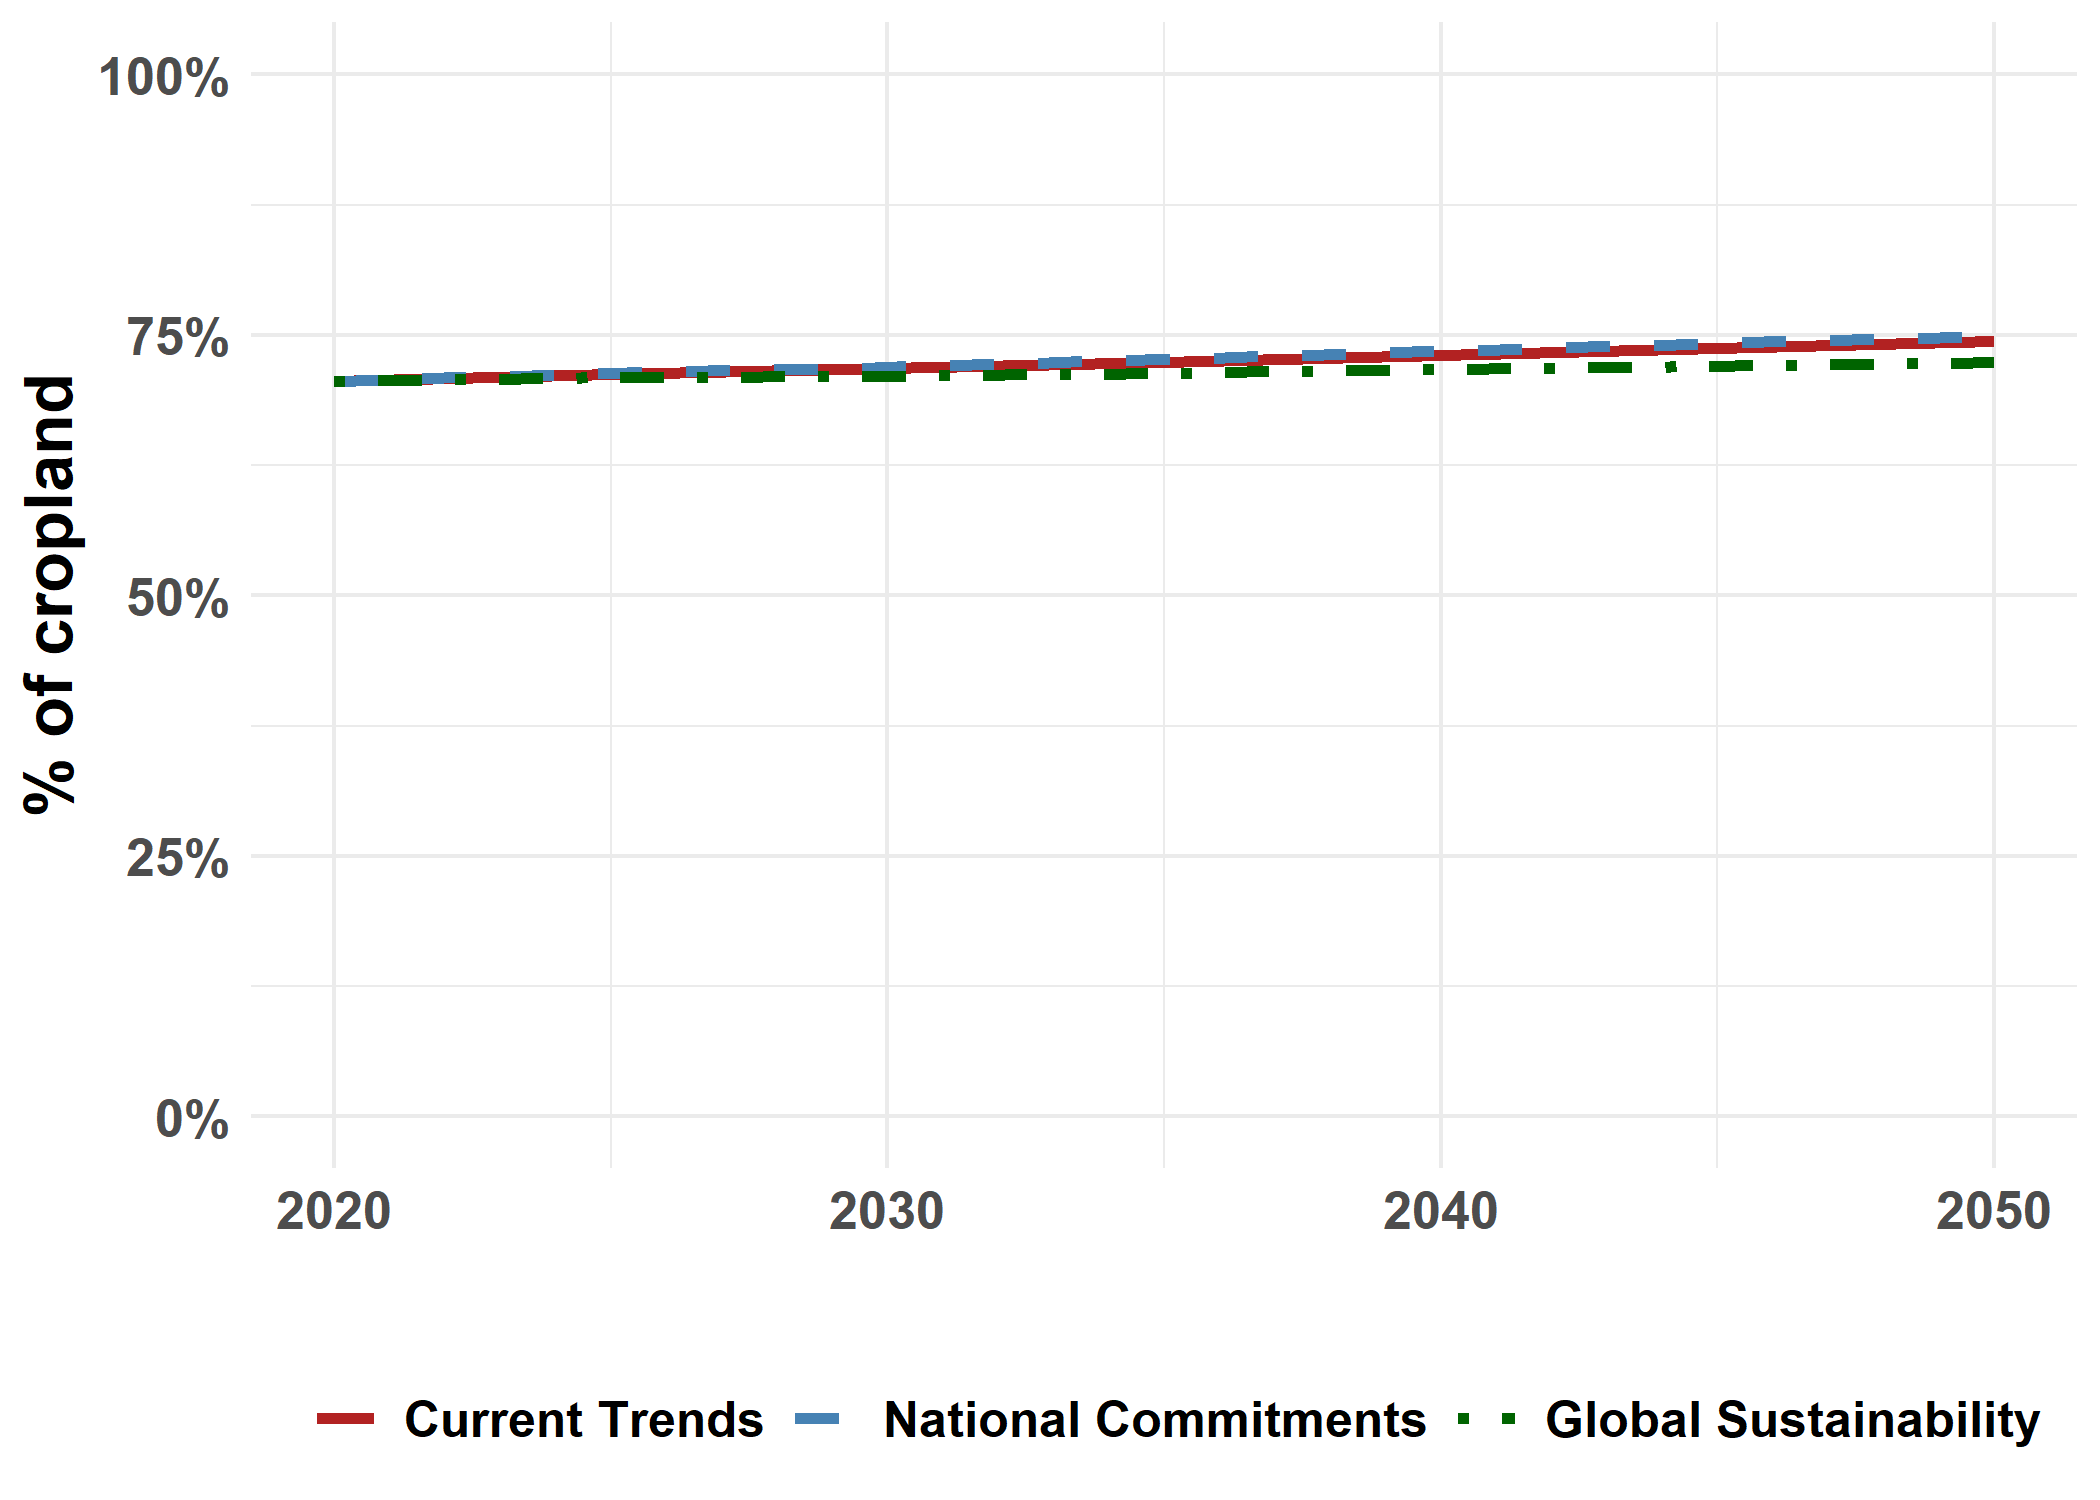 100%
75%
50%
25%
0%
% of cropland
2020 2030 2040 2050
Current Trends National Commitments Global Sustainability